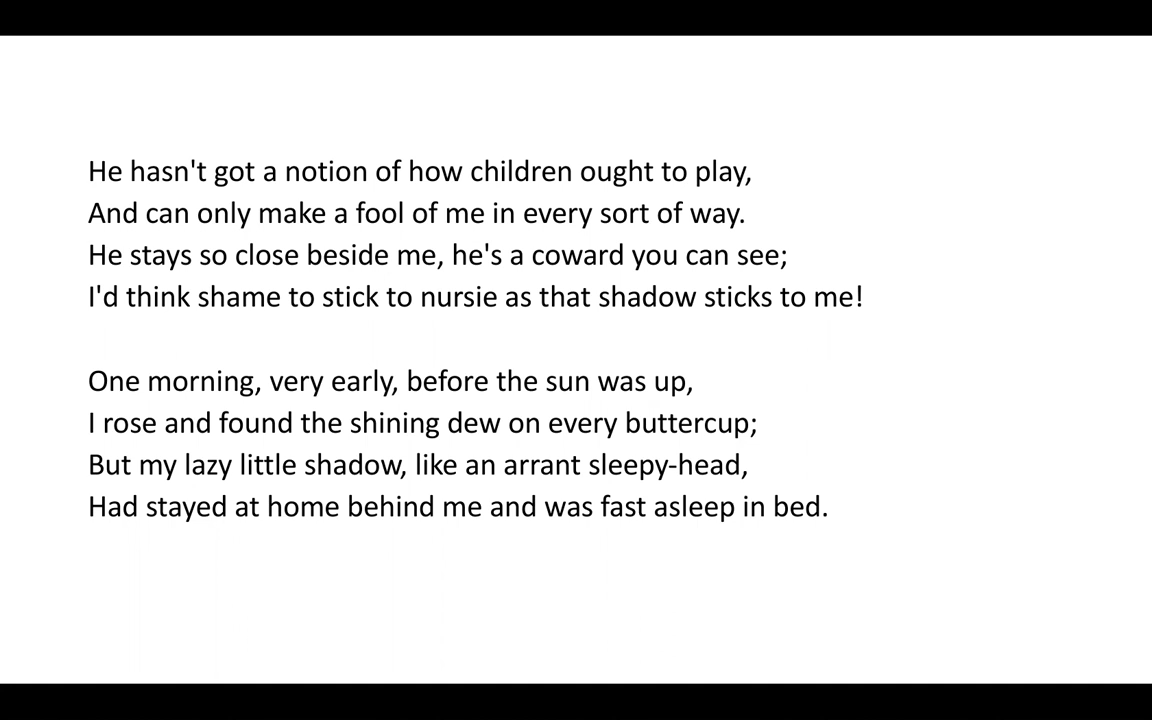 He hasn't got a notion of how children ought to play,
And can only make a fool of me in every sort of way.
He stays so close beside me, he's a coward you can see;
I'd think shame to stick to nursie as that shadow sticks to me!
One morning, very early, before the sun was up,
I rose and found the shining dew on every buttercup;
But my lazy little shadow, like an arrant sleepy-head,
Had stayed at home behind me and was fast asleep in bed.